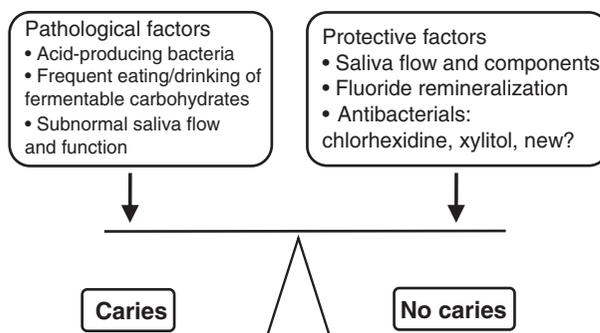 Pathological factors
• Acid-producing bacteria
• Frequent eating/drinking of
fermentable carbohydrates
• Subnormal saliva flow
and function
Protective factors
• Saliva flow and components
• Fluoride remineralization
• Antibacterials:
chlorhexidine, xylitol, new?
Caries
No caries